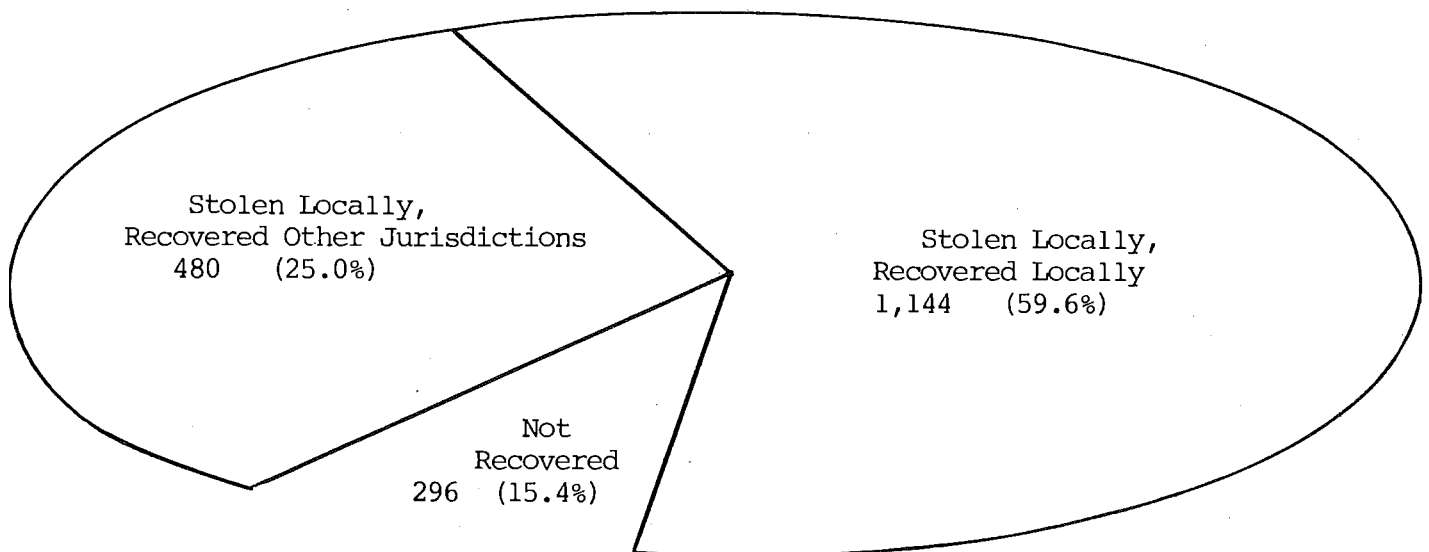 Stolen Locally,
Recovered Other Jurisdictions
480 (25.0%)
Stolen Locally,
Recovered Locally
1,144 (59.6%)
Not
Recovered
296 (15.4%)